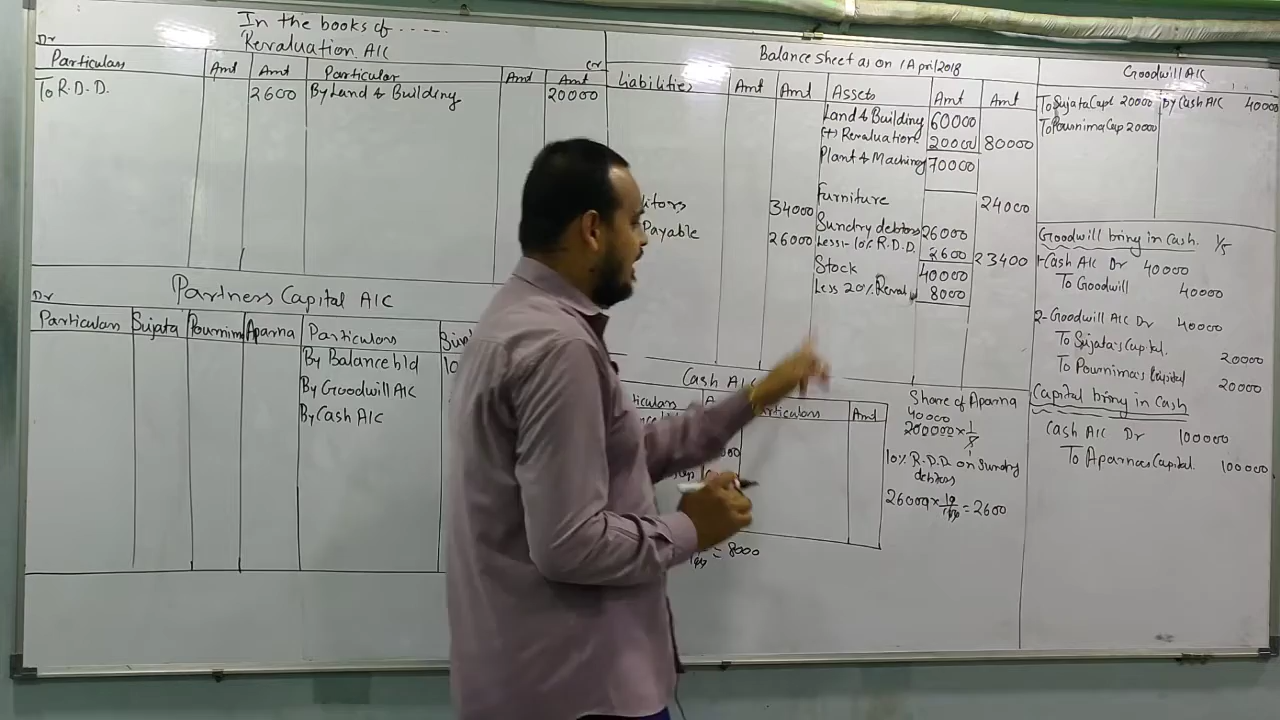 In the books of -----
Revaluation A/C
Dr
Cr
Particulars Amt Amt Particular Amt Amt
To R.D.D. 2600 By Land & Building 20000
Partners Capital A/C
Dr
Particulars Sujata Pournima Aparna Particulars
By Balance b/d
By Goodwill A/C
By Cash A/C
Balance sheet as on 1 April 2018
Liabilities Amt Amt Assets Amt Amt
Land & Building 60000
(+) Revaluation 20000 80000
Plant & Machinery 70000
34000 Furniture 24000
Payable 26000 Sundry debtors 26000
Less:- 10% R.D.D. 2600 23400
Stock 40000
Less 20% 8000
Cash A/C
Amt
= 8000
Share of Aparna
40000
200000 × 1/5
10% R.D.D. on Sundry
debtors
26000 × 10/100 = 2600
Goodwill A/C
To Sujata Capt 20000 By Cash A/C 40000
To Pournima Cap 20000
Goodwill bring in Cash. 1/5
1- Cash A/C Dr 40000
To Goodwill 40000
2- Goodwill A/C Dr 40000
To Sujata's Capital. 20000
To Pournima's Capital 20000
Capital bring in Cash
Cash A/C Dr 100000
To Aparnas Capital. 100000